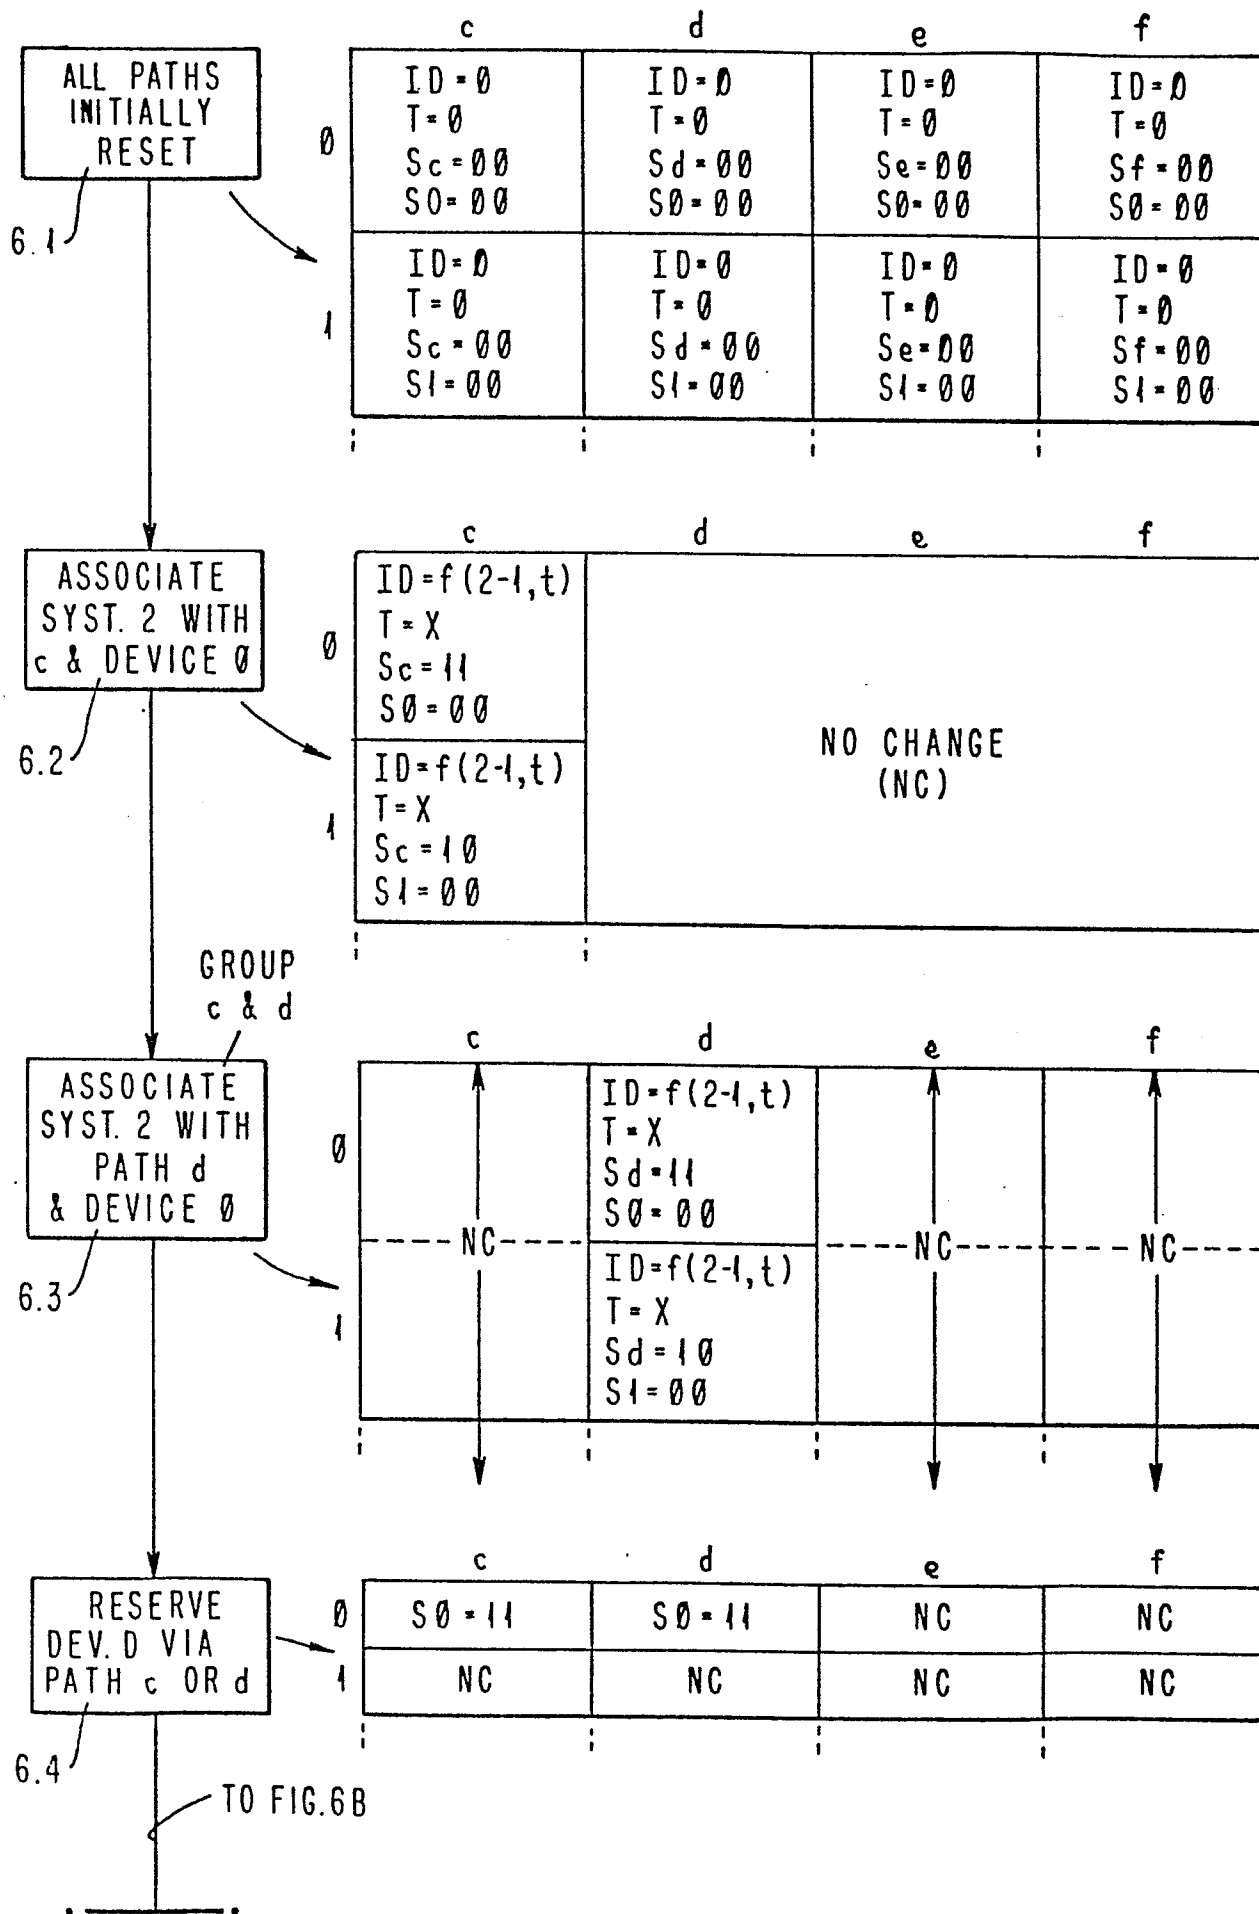 c d e f
ALL PATHS
INITIALLY
RESET
6.1
0
ID=0 ID=0 ID=0 ID=0
T=0 T=0 T=0 T=0
Sc=00 Sd=00 Se=00 Sf=00
S0=00 S0=00 S0=00 S0=00
1
ID=0 ID=0 ID=0 ID=0
T=0 T=0 T=0 T=0
Sc=00 Sd=00 Se=00 Sf=00
S1=00 S1=00 S1=00 S1=00
c d e f
ASSOCIATE
SYST. 2 WITH
c & DEVICE 0
6.2
0
ID=f(2-1,t)
T=X
Sc=11
S0=00
1
ID=f(2-1,t)
T=X
Sc=10
S1=00
NO CHANGE
(NC)
GROUP
c & d
c d e f
ASSOCIATE
SYST. 2 WITH
PATH d
& DEVICE 0
6.3
0
ID=f(2-1,t)
T=X
Sd=11
S0=00
NC NC NC
1
ID=f(2-1,t)
T=X
Sd=10
S1=00
c d e f
RESERVE
DEV. D VIA
PATH c OR d
6.4
0 S0=11 S0=11 NC NC
1 NC NC NC NC
TO FIG.6B